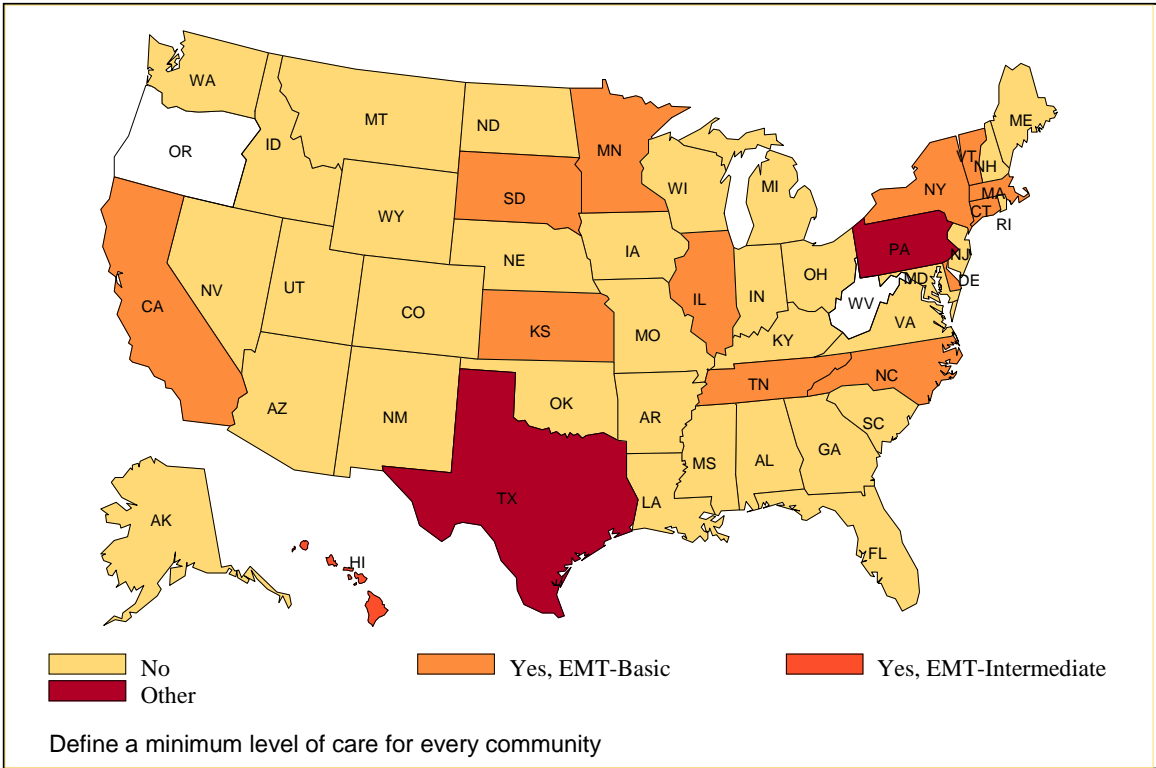 WA
MT
ND
MN
ME
OR
ID
WI
MI
VT
NH
NY
MA
CT
RI
SD
WY
IA
NE
PA
NJ
OH
IN
IL
MD
DE
WV
VA
NV
UT
CO
CA
KS
MO
KY
TN
NC
AZ
NM
OK
AR
SC
MS
AL
GA
LA
TX
AK
HI
FL
No
Yes, EMT-Basic
Yes, EMT-Intermediate
Other
Define a minimum level of care for every community